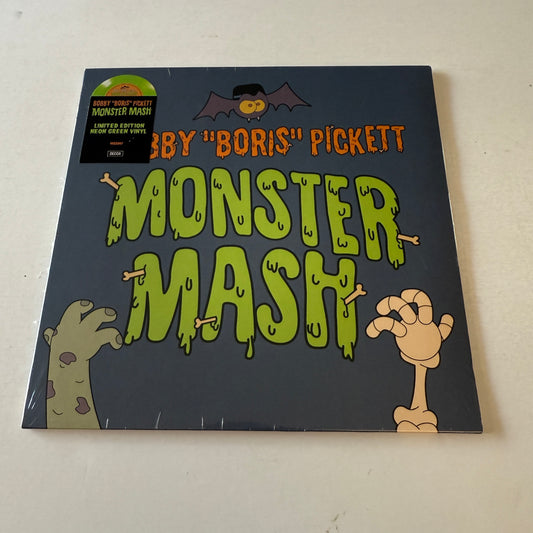 BOBBY "BORIS" PICKETT
MONSTER MASH
LIMITED EDITION
NEON GREEN VINYL
DECCA
BBY "BORIS" PICKETT
MONSTER
MASH